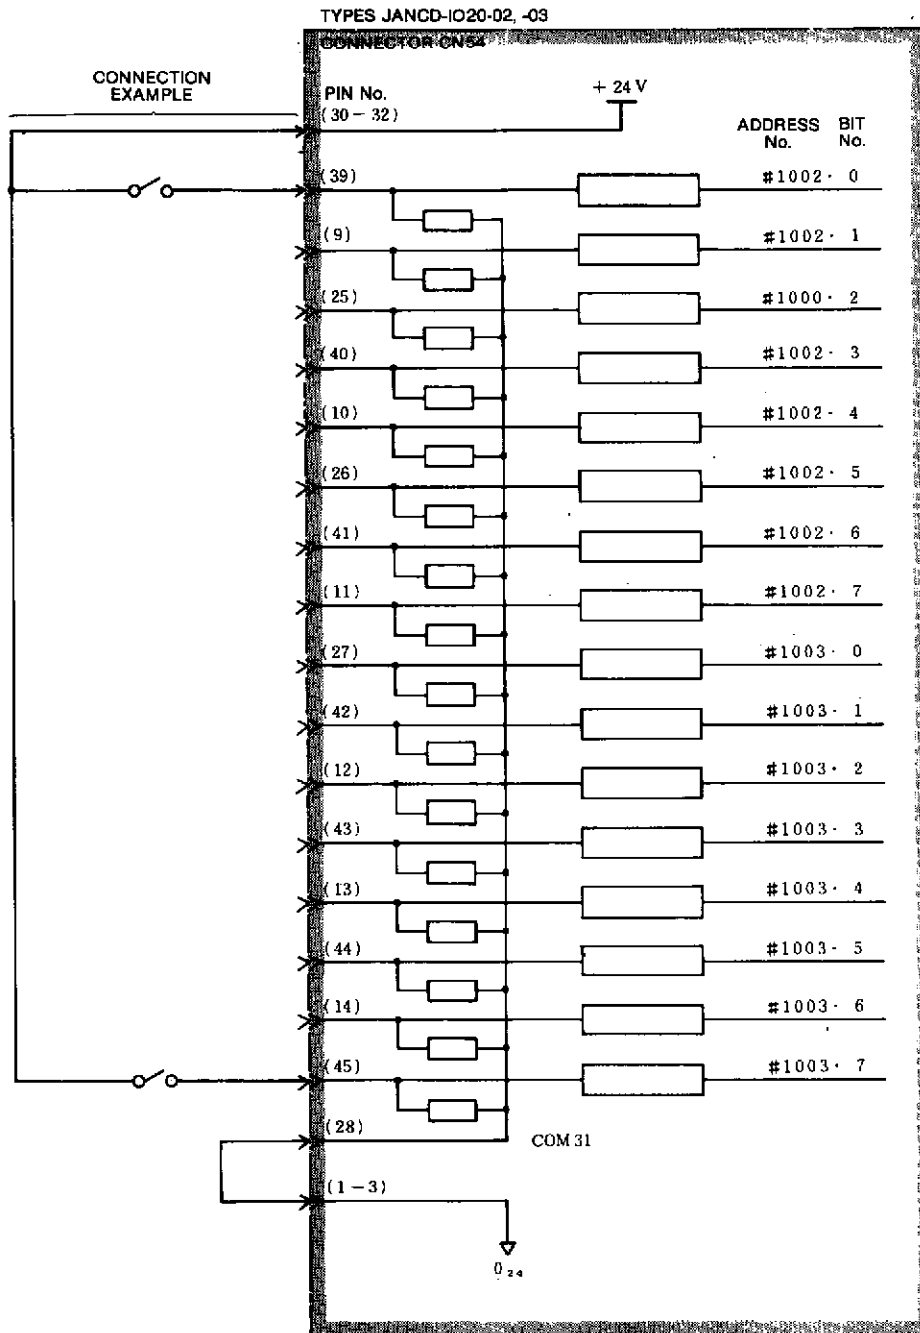 TYPES JANCD-IO20-02, -03
CONNECTOR CN54
CONNECTION
EXAMPLE
PIN No.
+24V
(30-32)
ADDRESS No. BIT No.
(39) #1002· 0
(9) #1002· 1
(25) #1000· 2
(40) #1002· 3
(10) #1002· 4
(26) #1002· 5
(41) #1002· 6
(11) #1002· 7
(27) #1003· 0
(42) #1003· 1
(12) #1003· 2
(43) #1003· 3
(13) #1003· 4
(44) #1003· 5
(14) #1003· 6
(45) #1003· 7
(28) COM 31
(1-3)
0 24